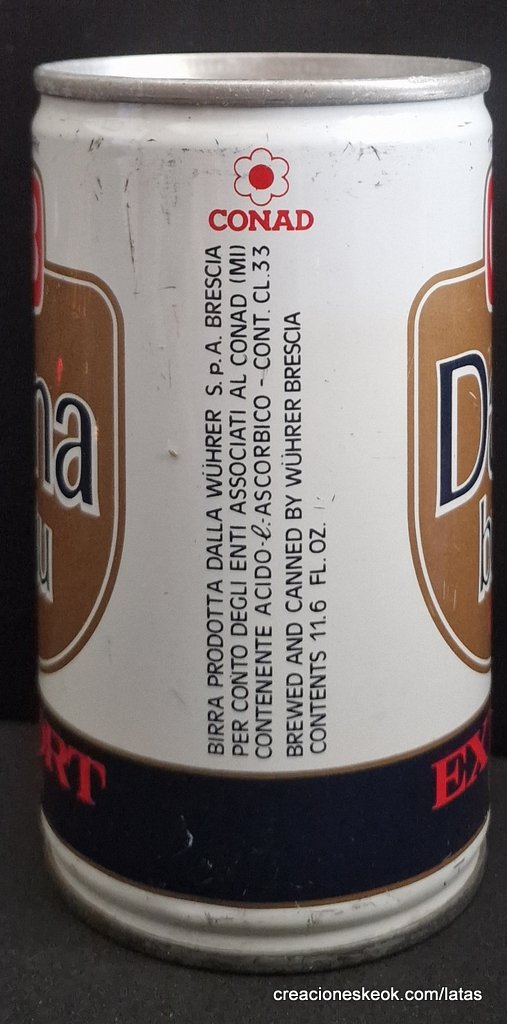 CONAD
BIRRA PRODOTTA DALLA WÜHRER S.P.A. BRESCIA
PER CONTO DEGLI ENTI ASSOCIATI AL CONAD (MI)
CONTENENTE ACIDO-ℓ-ASCORBICO - CONT. CL.33
BREWED AND CANNED BY WÜHRER BRESCIA
CONTENTS 11.6 FL. OZ.
creacioneskeok.com/latas